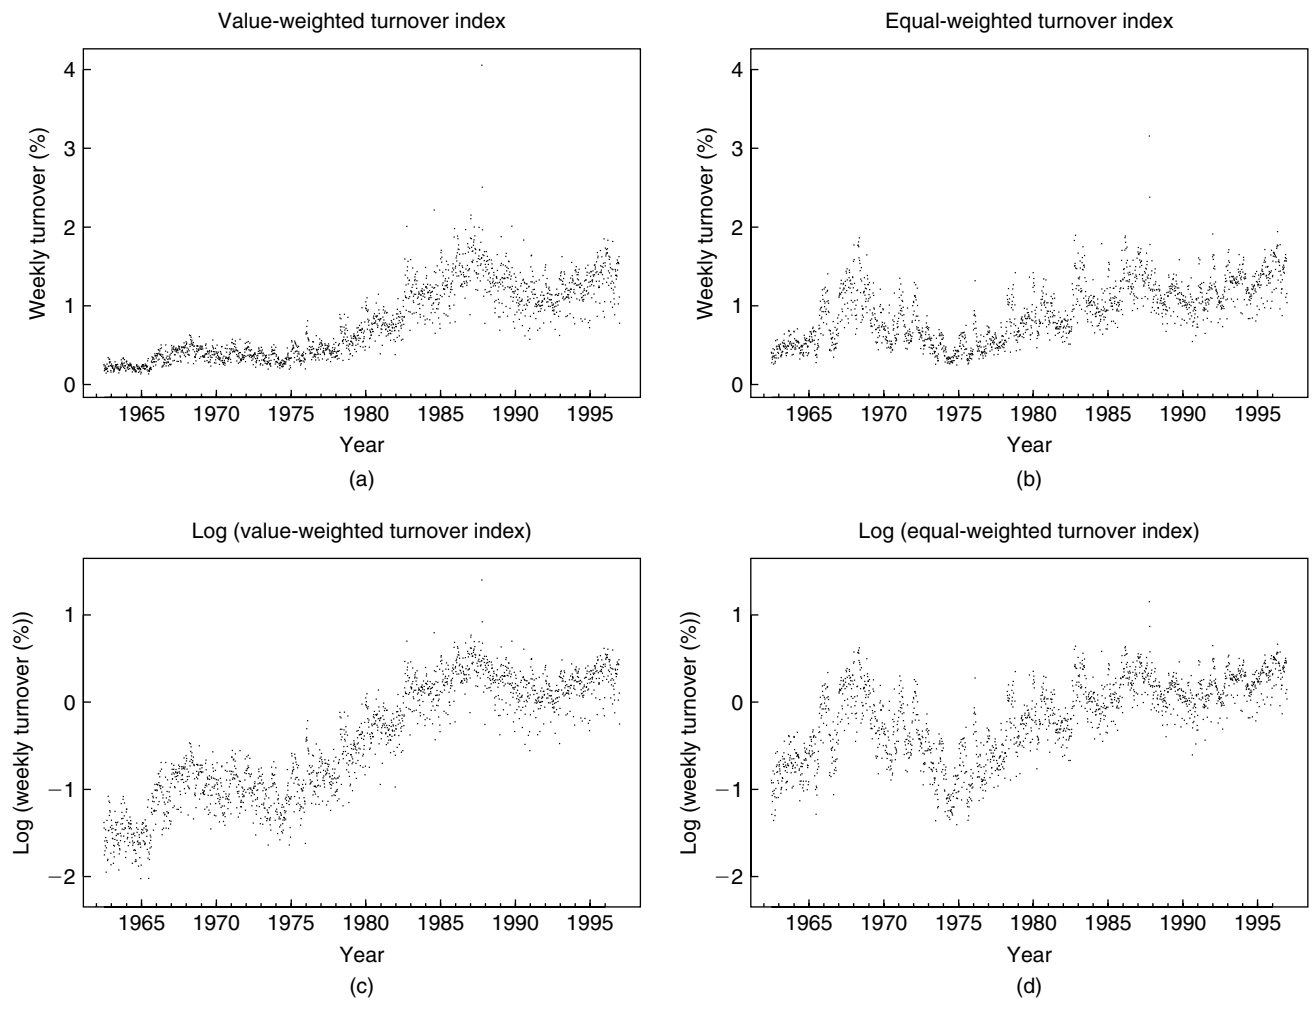 Value-weighted turnover index
Weekly turnover (%)
4
3
2
1
0
1965 1970 1975 1980 1985 1990 1995
Year
(a)
Equal-weighted turnover index
Weekly turnover (%)
4
3
2
1
0
1965 1970 1975 1980 1985 1990 1995
Year
(b)
Log (value-weighted turnover index)
Log (weekly turnover (%))
1
0
−1
−2
1965 1970 1975 1980 1985 1990 1995
Year
(c)
Log (equal-weighted turnover index)
Log (weekly turnover (%))
1
0
−1
−2
1965 1970 1975 1980 1985 1990 1995
Year
(d)